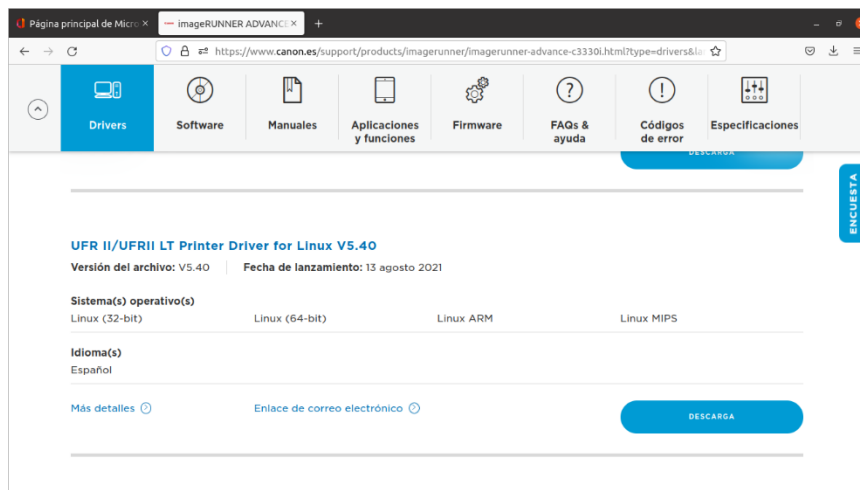 Página principal de Micro
imageRUNNER ADVANCE
https://www.canon.es/support/products/imagerunner/imagerunner-advance-c3330i.html?type=drivers&la
Drivers
Software
Manuales
Aplicaciones
y funciones
Firmware
FAQs &
ayuda
Códigos
de error
Especificaciones
DESCARGA
ENCUESTA
UFR II/UFRII LT Printer Driver for Linux V5.40
Versión del archivo: V5.40 Fecha de lanzamiento: 13 agosto 2021
Sistema(s) operativo(s)
Linux (32-bit) Linux (64-bit) Linux ARM Linux MIPS
Idioma(s)
Español
Más detalles Enlace de correo electrónico DESCARGA